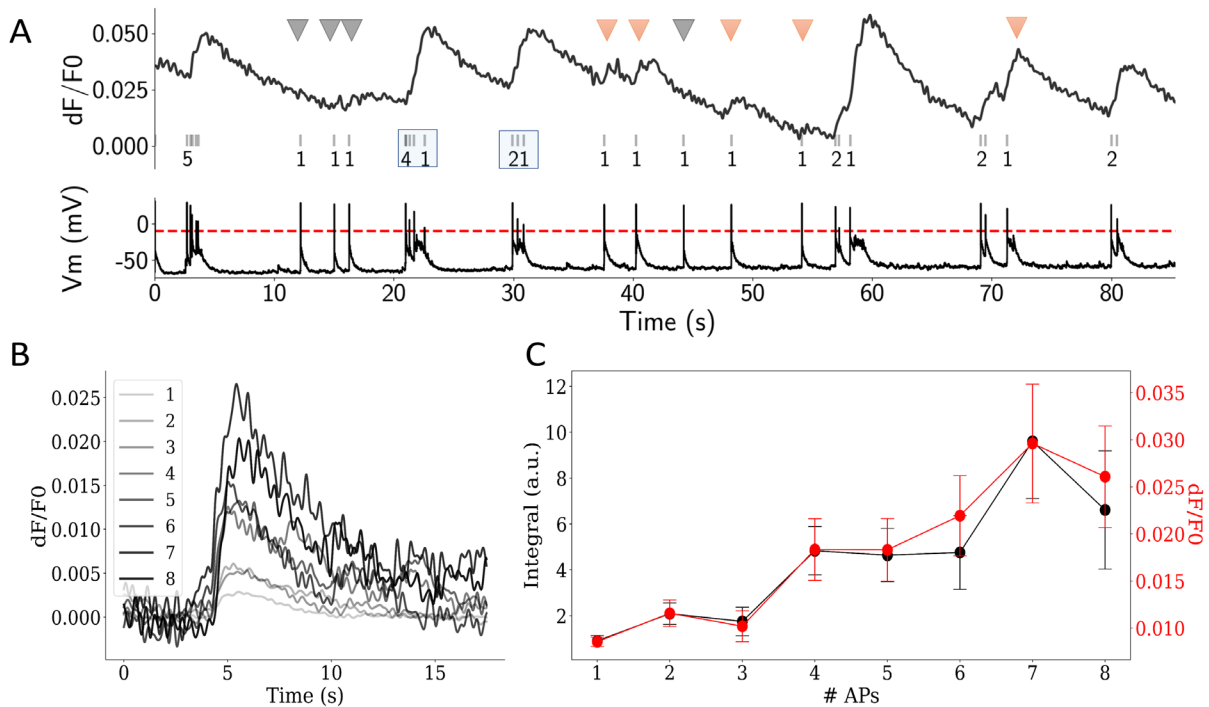 A
dF/F0
0.050
0.025
0.000
5 1 1 1 4 1 21 1 1 1 1 1 2 1 2 1 2
Vm (mV)
0
−50
0 10 20 30 40 50 60 70 80
Time (s)
B
dF/F0
0.025
0.020
0.015
0.010
0.005
0.000
1
2
3
4
5
6
7
8
0 5 10 15
Time (s)
C
Integral (a.u.)
12
10
8
6
4
2
0.035
0.030
0.025
0.020
0.015
0.010
dF/F0
1 2 3 4 5 6 7 8
# APs